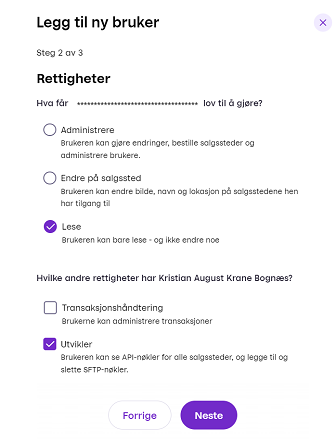 Legg til ny bruker
Steg 2 av 3
Rettigheter
Hva får ************************************ lov til å gjøre?
Administrere
Brukeren kan gjøre endringer, bestille salgssteder og
administrere brukere.
Endre på salgssted
Brukeren kan endre bilde, navn og lokasjon på salgsstedene hen
har tilgang til
Lese
Brukeren kan bare lese - og ikke endre noe
Hvilke andre rettigheter har Kristian August Krane Bognæs?
Transaksjonshåndtering
Brukerne kan administrere transaksjoner
Utvikler
Brukeren kan se API-nøkler for alle salgssteder, og legge til og
slette SFTP-nøkler.
Forrige
Neste